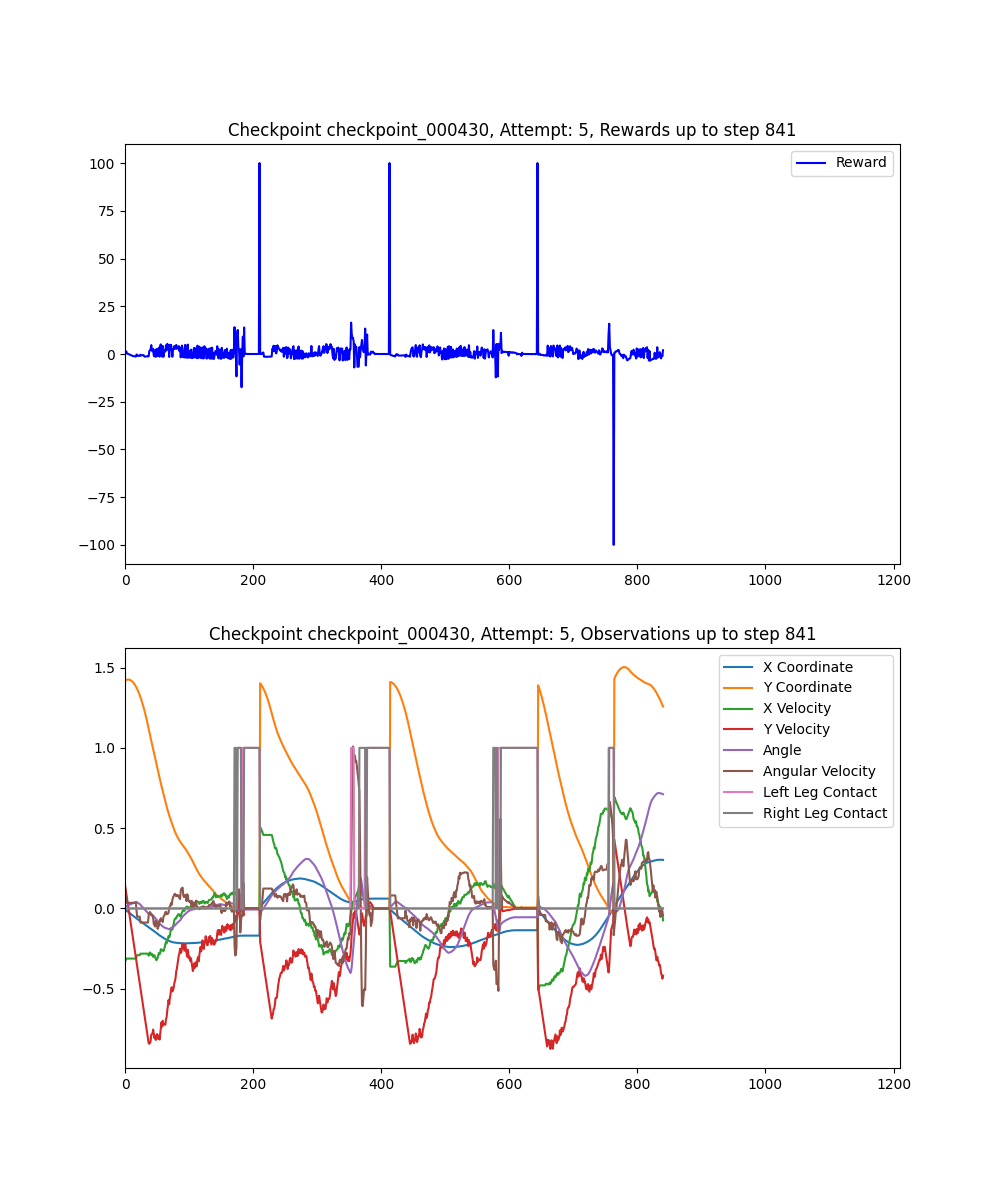 Checkpoint checkpoint_000430, Attempt: 5, Rewards up to step 841
100
75
50
25
0
−25
−50
−75
−100
Reward
0 200 400 600 800 1000 1200
Checkpoint checkpoint_000430, Attempt: 5, Observations up to step 841
1.5
1.0
0.5
0.0
−0.5
X Coordinate
Y Coordinate
X Velocity
Y Velocity
Angle
Angular Velocity
Left Leg Contact
Right Leg Contact
0 200 400 600 800 1000 1200